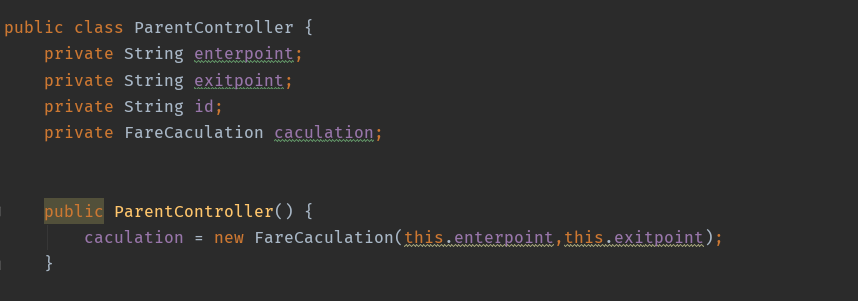 public class ParentController {
    private String enterpoint;
    private String exitpoint;
    private String id;
    private FareCaculation caculation;
    public ParentController() {
        caculation = new FareCaculation(this.enterpoint,this.exitpoint);
    }